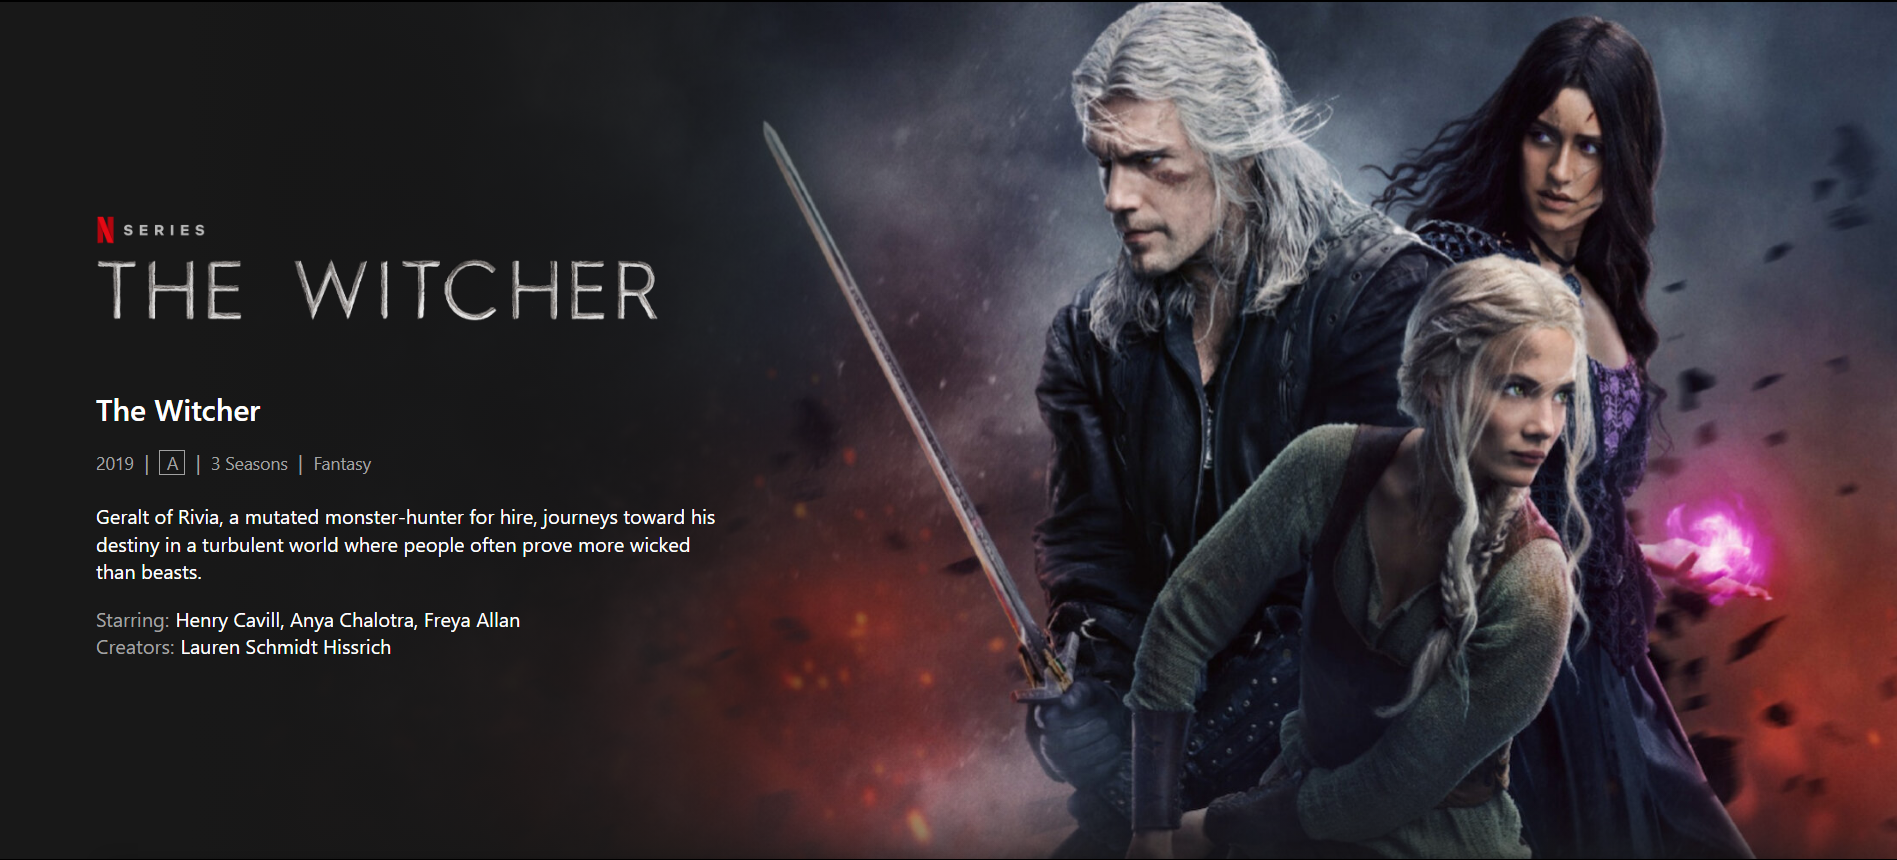 N SERIES
THE WITCHER
The Witcher
2019 | A | 3 Seasons | Fantasy
Geralt of Rivia, a mutated monster-hunter for hire, journeys toward his
destiny in a turbulent world where people often prove more wicked
than beasts.
Starring: Henry Cavill, Anya Chalotra, Freya Allan
Creators: Lauren Schmidt Hissrich